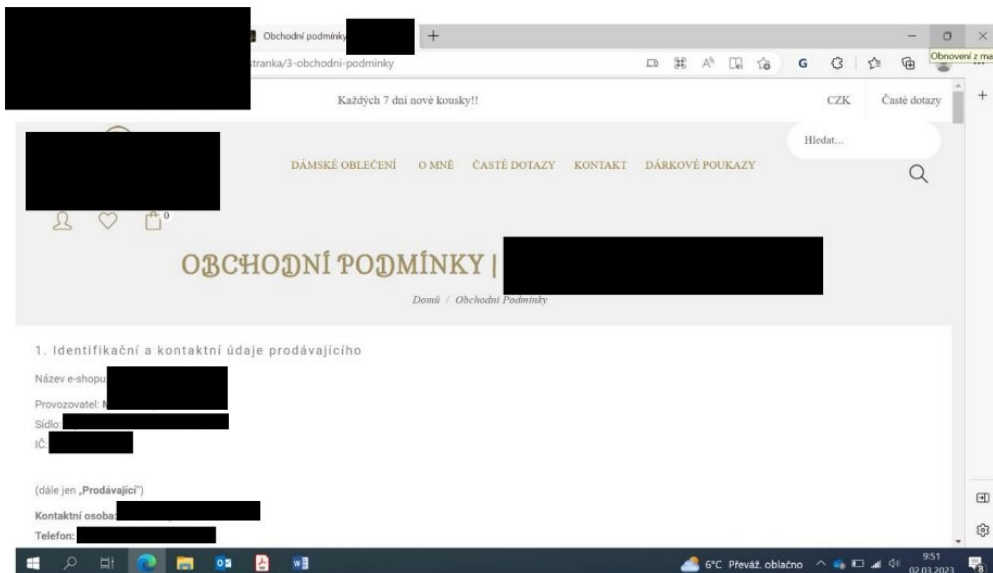 Obchodní podmínky
Obnovení z ma
stranka/3-obchodni-podminky
Každých 7 dní nové kousky!!
CZK
Časté dotazy
Hledat...
DÁMSKÉ OBLEČENÍ
O MNĚ
ČASTÉ DOTAZY
KONTAKT
DÁRKOVÉ POUKAZY
0
OBCHODNÍ PODMÍNKY |
Domů / Obchodní Podmínky
1. Identifikační a kontaktní údaje prodávajícího
Název e-shopu:
Provozovatel:
Sídlo:
IČ:
(dále jen „Prodávající")
Kontaktní osoba:
Telefon:
6°C Převáž. oblačno
9:51
02.03.2023
8